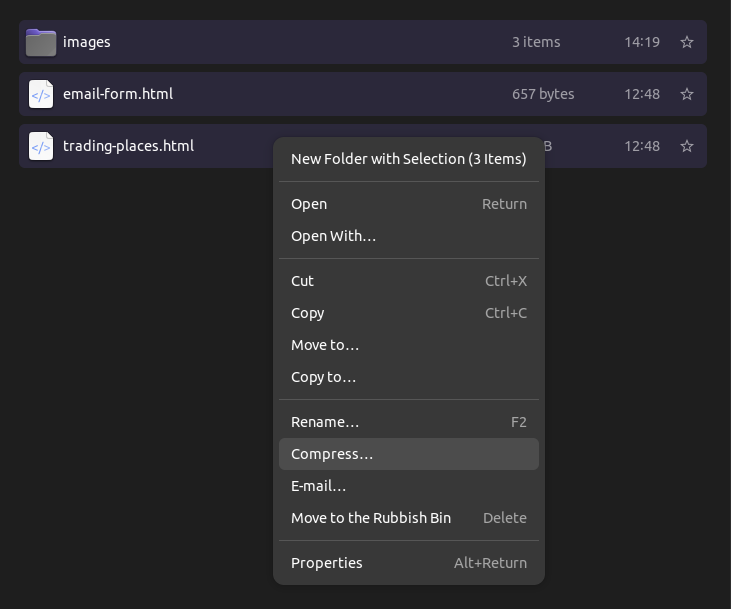 images 3 items 14:19
email-form.html 657 bytes 12:48
trading-places.html B 12:48
New Folder with Selection (3 Items)
Open Return
Open With…
Cut Ctrl+X
Copy Ctrl+C
Move to…
Copy to…
Rename… F2
Compress…
E-mail…
Move to the Rubbish Bin Delete
Properties Alt+Return